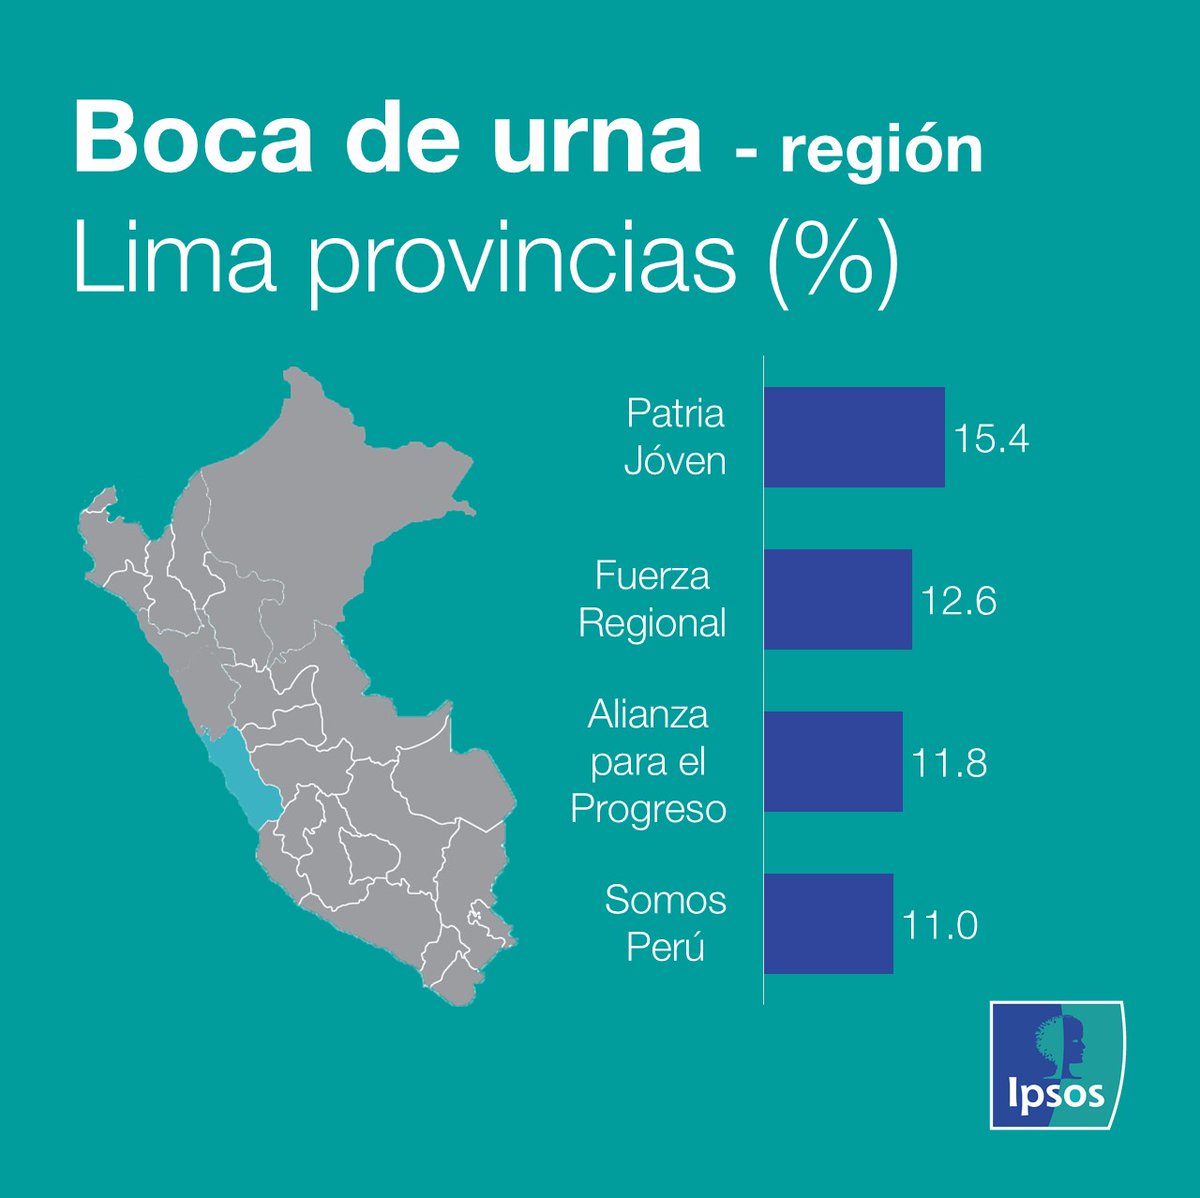 Boca de urna - región
Lima provincias (%)
Patria
Jóven
15.4
Fuerza
Regional
12.6
Alianza
para el
Progreso
11.8
Somos
Perú
11.0
Ipsos